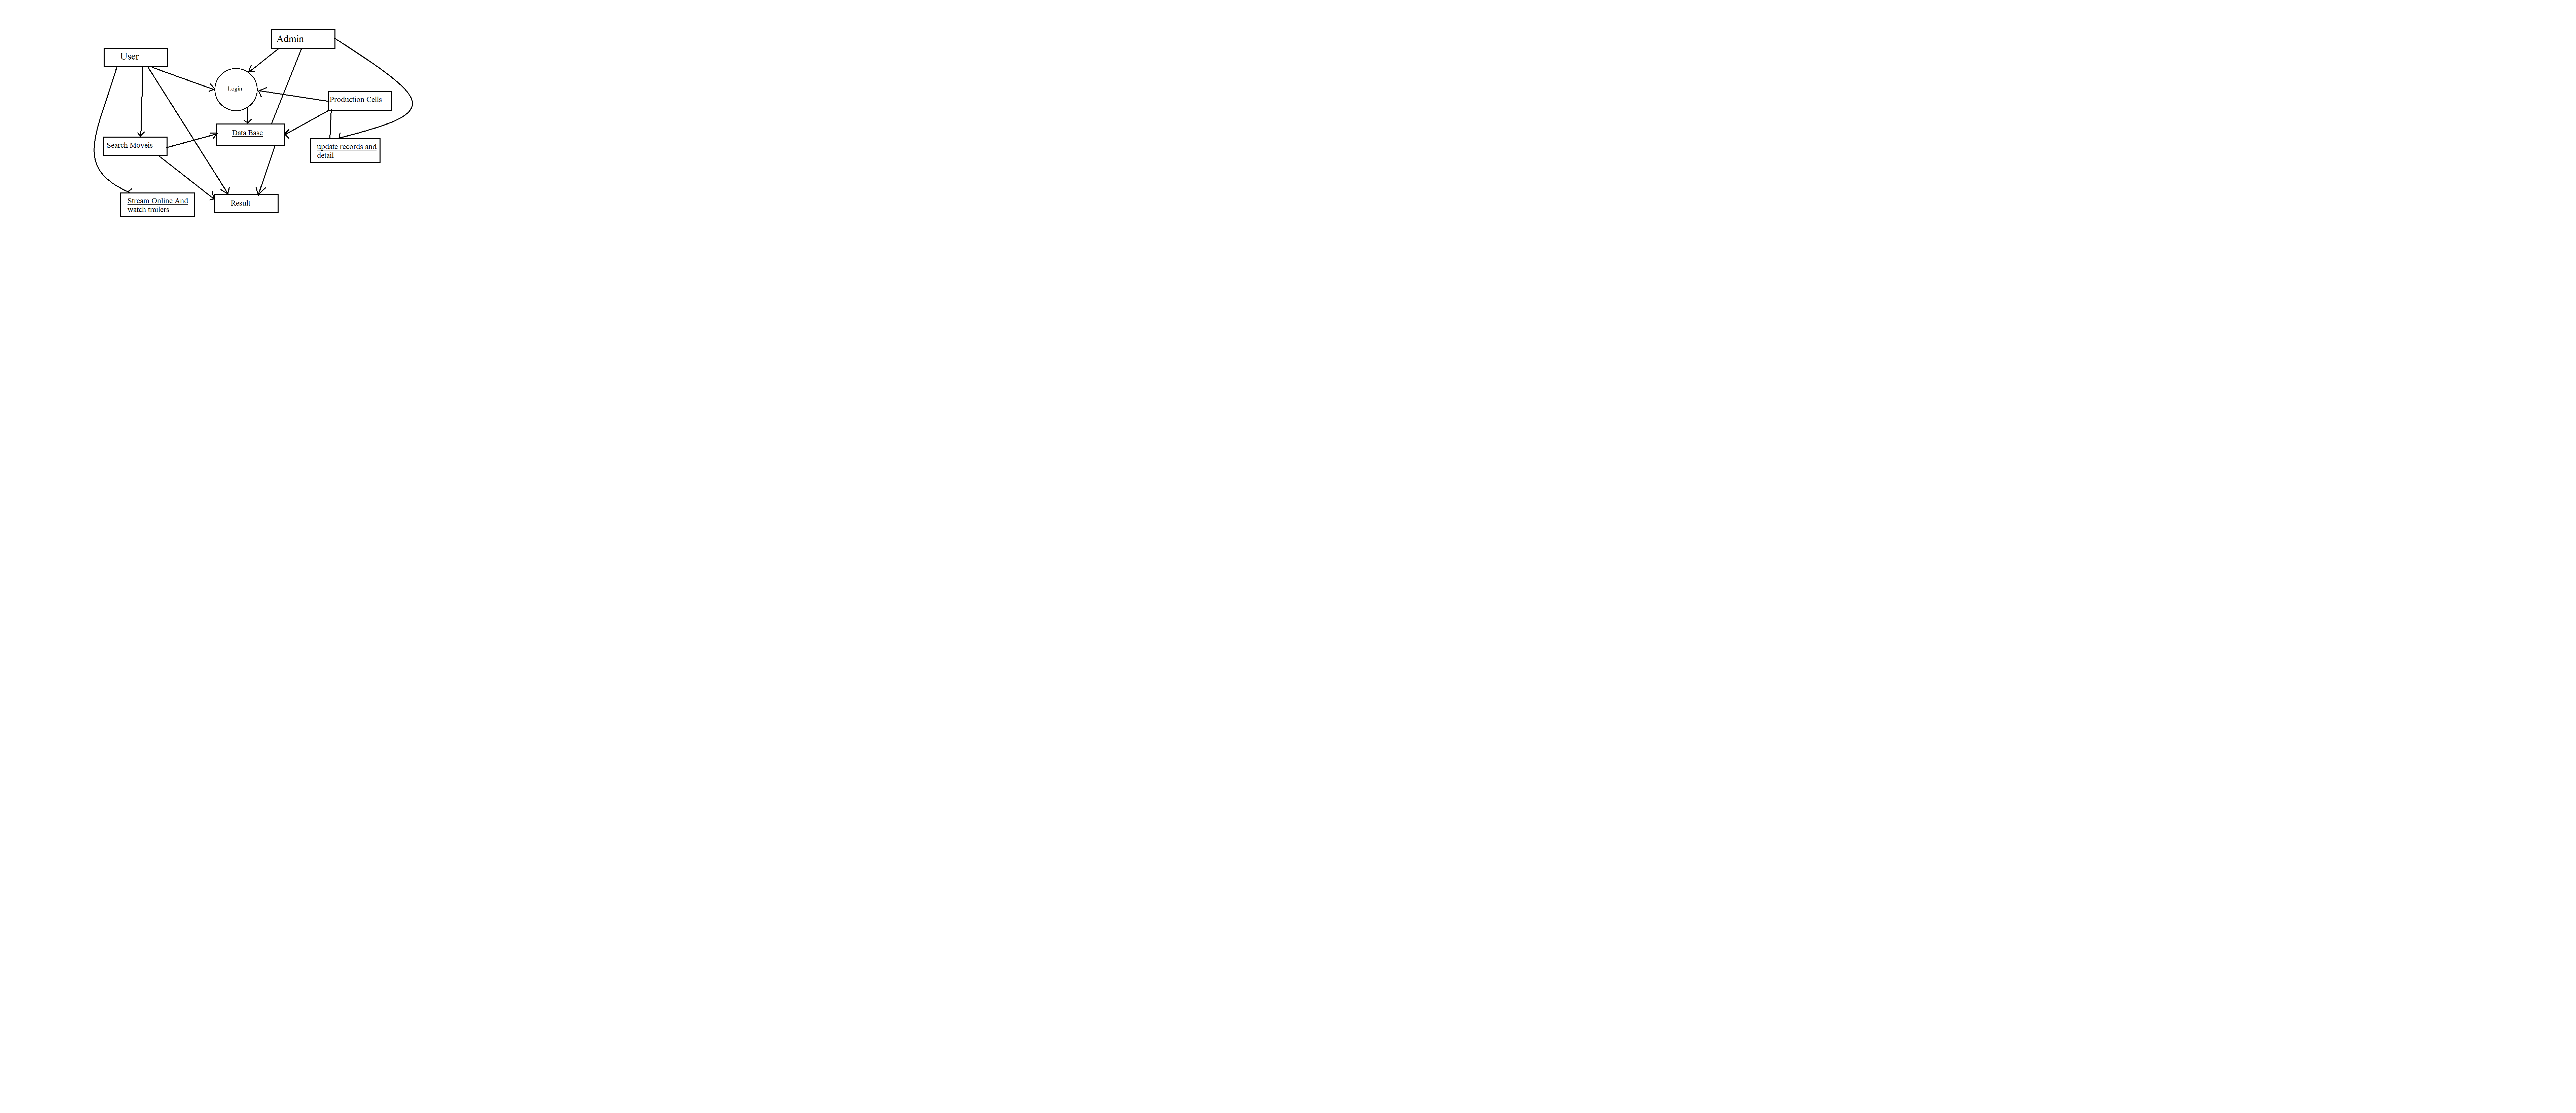 Admin
User
Login
Production Cells
Data Base
Search Moveis
update records and
detail
Stream Online And
watch trailers
Result